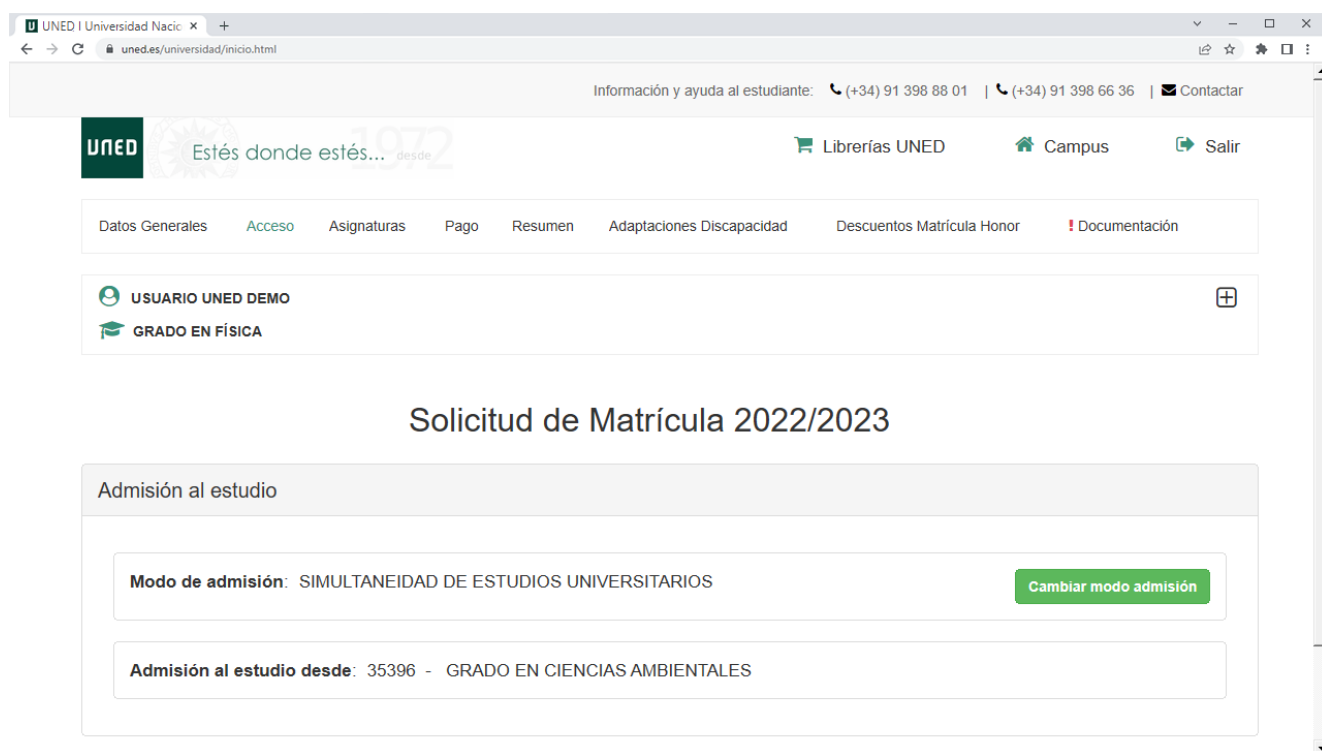 UNED I Universidad Nacic
uned.es/universidad/inicio.html
Información y ayuda al estudiante: (+34) 91 398 88 01 | (+34) 91 398 66 36 | Contactar
UNED Estés donde estés... desde 1972 Librerías UNED Campus Salir
Datos Generales Acceso Asignaturas Pago Resumen Adaptaciones Discapacidad Descuentos Matrícula Honor ! Documentación
USUARIO UNED DEMO
GRADO EN FÍSICA
Solicitud de Matrícula 2022/2023
Admisión al estudio
Modo de admisión: SIMULTANEIDAD DE ESTUDIOS UNIVERSITARIOS Cambiar modo admisión
Admisión al estudio desde: 35396 - GRADO EN CIENCIAS AMBIENTALES